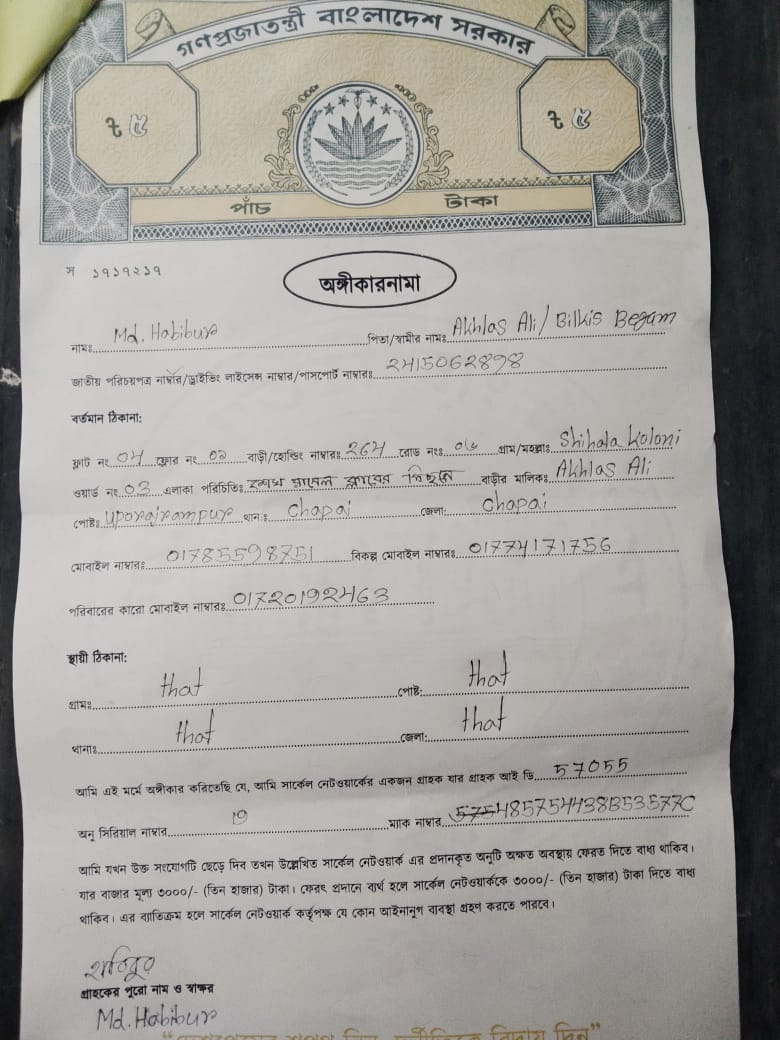 গণপ্রজাতন্ত্রী বাংলাদেশ সরকার
৳ ৫ ৳ ৫
পাঁচ টাকা
স ১৭১৭২১৭
অঙ্গীকারনামা
নামঃ Md. Habibur পিতা/স্বামীর নামঃ Akhlas Ali/ Bilkis Begam
জাতীয় পরিচয়পত্র নাম্বার/ড্রাইভিং লাইসেন্স নাম্বার/পাসপোর্ট নাম্বারঃ 2415062898
বর্তমান ঠিকানা:
ফ্লাট নং 04 ফ্লোর নং 02 বাড়ী/হোল্ডিং নাম্বারঃ 264 রোড নংঃ গ্রাম/মহল্লাঃ Shihala Koloni
ওয়ার্ড নং 03 এলাকা পরিচিতিঃ শেখ রাসেল ক্লাবের পিছনে বাড়ীর মালিকঃ Akhlas Ali
পোষ্টঃ Uporajrampur থানঃ Chapai জেলা: Chapai
মোবাইল নাম্বারঃ 01785598751 বিকল্প মোবাইল নাম্বারঃ 01774171756
পরিবারের কারো মোবাইল নাম্বারঃ 01720192463
স্থায়ী ঠিকানা:
গ্রামঃ that পোষ্ট: that
থানাঃ that জেলা: that
আমি এই মর্মে অঙ্গীকার করিতেছি যে, আমি সার্কেল নেটওয়ার্কের একজন গ্রাহক যার গ্রাহক আই ডি 57055
অনু সিরিয়াল নাম্বার 19 ম্যাক নাম্বার 575485754438B53577C
আমি যখন উক্ত সংযোগটি ছেড়ে দিব তখন উল্লেখিত সার্কেল নেটওয়ার্ক এর প্রদানকৃত অনুটি অক্ষত অবস্থায় ফেরত দিতে বাধ্য থাকিব।
যার বাজার মূল্য ৩০০০/- (তিন হাজার) টাকা। ফেরৎ প্রদানে ব্যর্থ হলে সার্কেল নেটওয়ার্ককে ৩০০০/- (তিন হাজার) টাকা দিতে বাধ্য
থাকিব। এর ব্যতিক্রম হলে সার্কেল নেটওয়ার্ক কর্তৃপক্ষ যে কোন আইনানুগ ব্যবস্থা গ্রহণ করতে পারবে।
হাবিবুর
গ্রাহকের পুরো নাম ও স্বাক্ষর
Md. Habibur